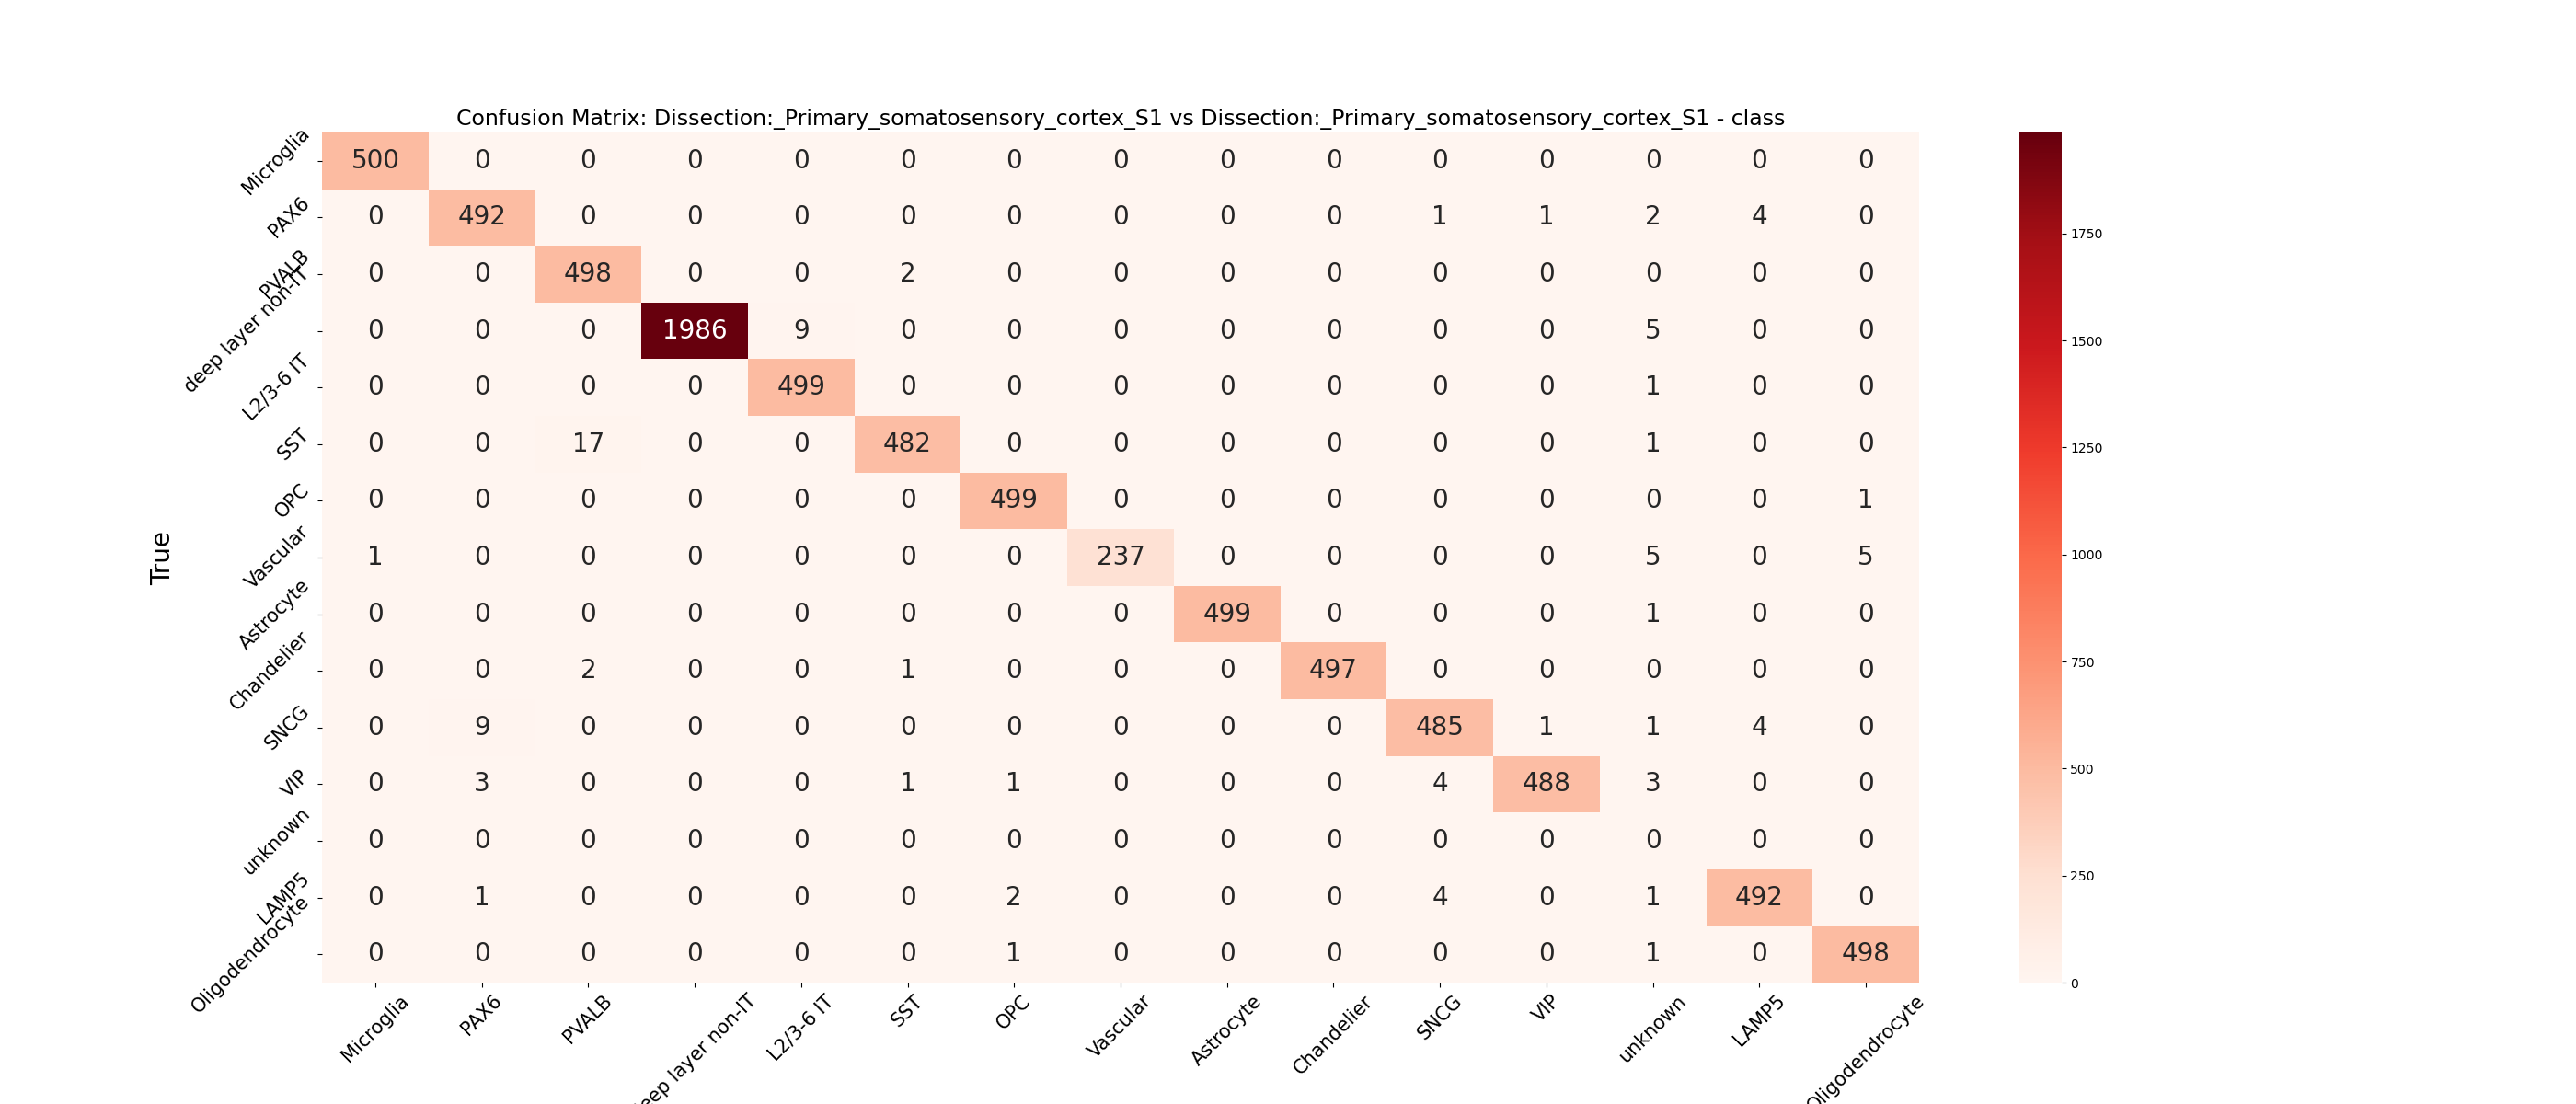 Confusion Matrix: Dissection:_Primary_somatosensory_cortex_S1 vs Dissection:_Primary_somatosensory_cortex_S1 - class
True
Microglia 500 0 0 0 0 0 0 0 0 0 0 0 0 0 0
PAX6 0 492 0 0 0 0 0 0 0 0 1 1 2 4 0
PVALB 0 0 498 0 0 2 0 0 0 0 0 0 0 0 0
deep layer non-IT 0 0 0 1986 9 0 0 0 0 0 0 0 5 0 0
L2/3-6 IT 0 0 0 0 499 0 0 0 0 0 0 0 1 0 0
SST 0 0 17 0 0 482 0 0 0 0 0 0 1 0 0
OPC 0 0 0 0 0 0 499 0 0 0 0 0 0 0 1
Vascular 1 0 0 0 0 0 0 237 0 0 0 0 5 0 5
Astrocyte 0 0 0 0 0 0 0 0 499 0 0 0 1 0 0
Chandelier 0 0 2 0 0 1 0 0 0 497 0 0 0 0 0
SNCG 0 9 0 0 0 0 0 0 0 0 485 1 1 4 0
VIP 0 3 0 0 0 1 1 0 0 0 4 488 3 0 0
unknown 0 0 0 0 0 0 0 0 0 0 0 0 0 0 0
LAMP5 0 1 0 0 0 0 2 0 0 0 4 0 1 492 0
Oligodendrocyte 0 0 0 0 0 0 1 0 0 0 0 0 1 0 498
Microglia PAX6 PVALB eep layer non-IT L2/3-6 IT SST OPC Vascular Astrocyte Chandelier SNCG VIP unknown LAMP5 Oligodendrocyte
1750
1500
1250
1000
750
500
250
0